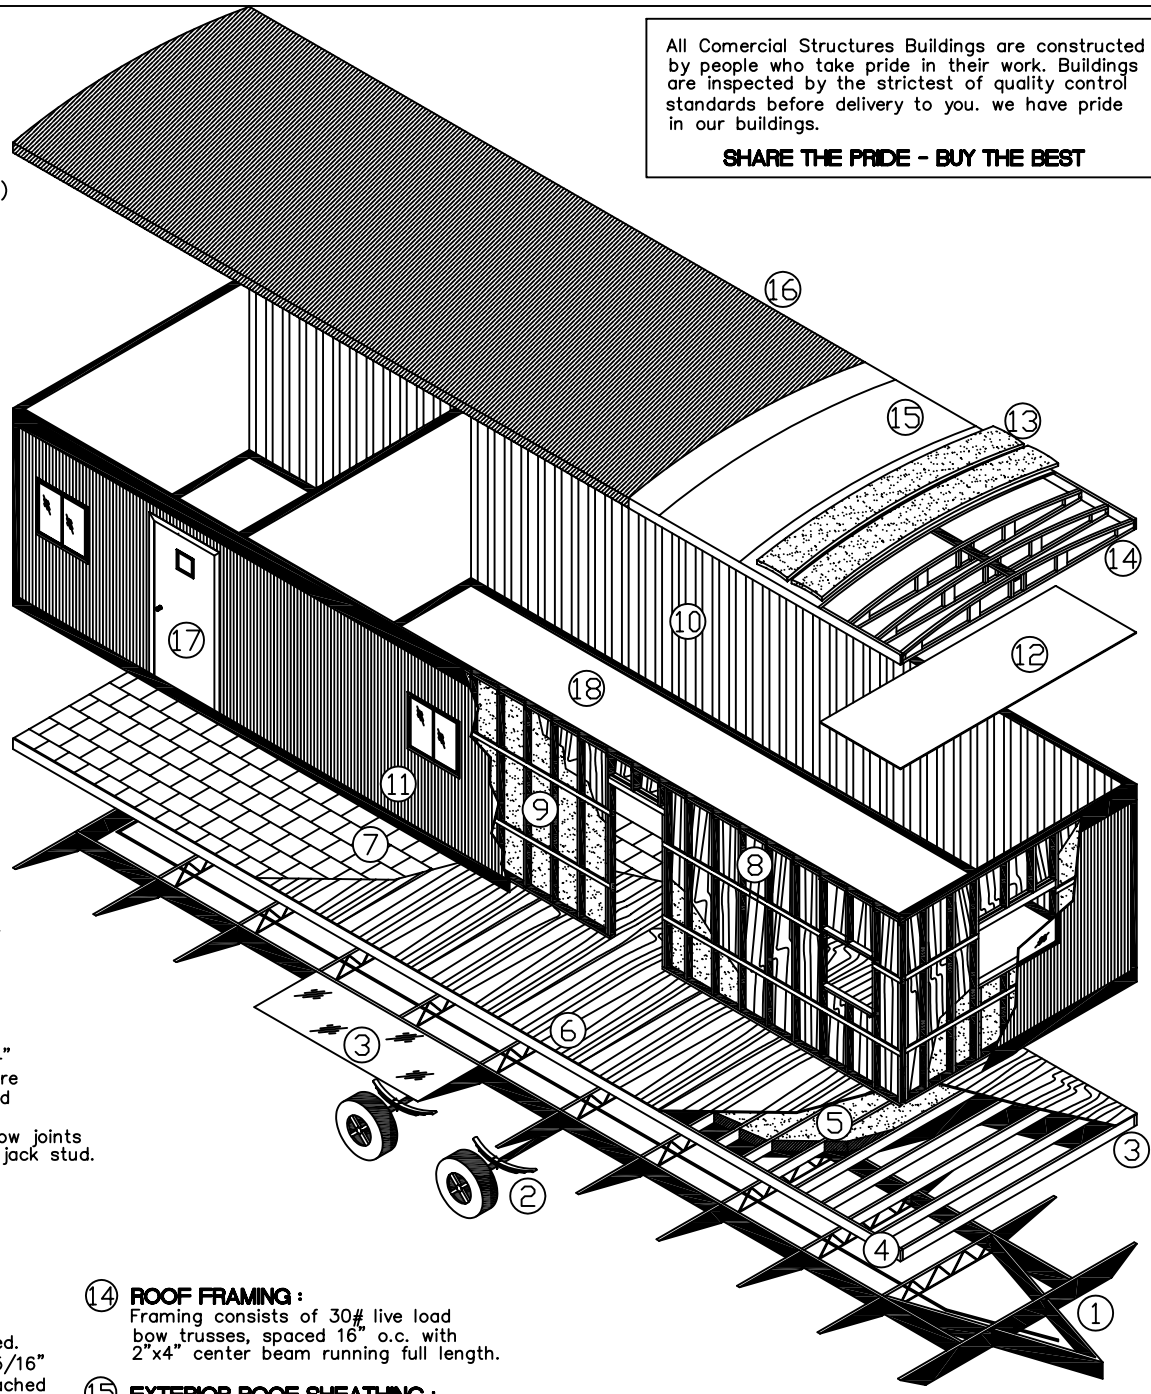 All Comercial Structures Buildings are constructed
by people who take pride in their work. Buildings
are inspected by the strictest of quality control
standards before delivery to you. we have pride
in our buildings.
SHARE THE PRIDE - BUY THE BEST
)
16
15
13
14
12
10
18
17
11
9
7
8
6
3
5
3
2
4
1
ow joints
jack stud.
14 ROOF FRAMING :
Framing consists of 30# live load
bow trusses, spaced 16" o.c. with
2"x4" center beam running full length.
15 EXTERIOR ROOF SHEATHING :